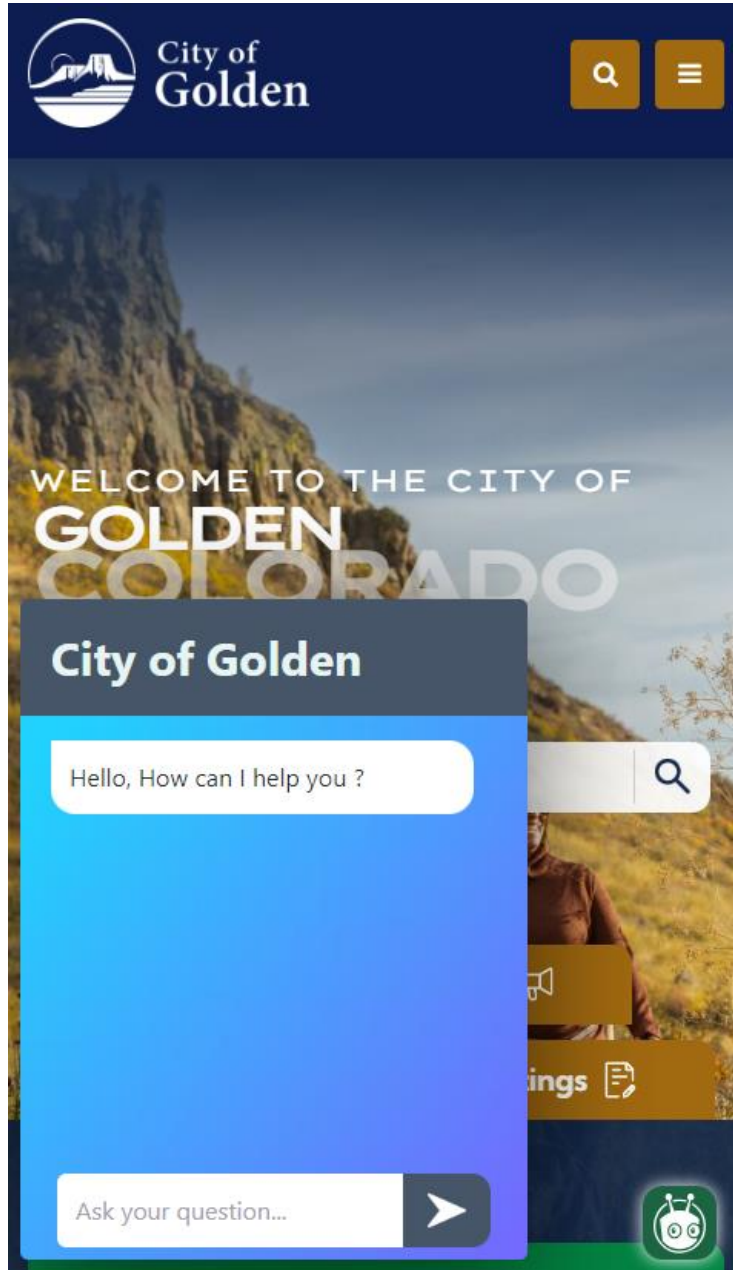 City of
Golden
WELCOME TO THE CITY OF
GOLDEN
COLORADO
City of Golden
Hello, How can I help you ?
ings
Ask your question...